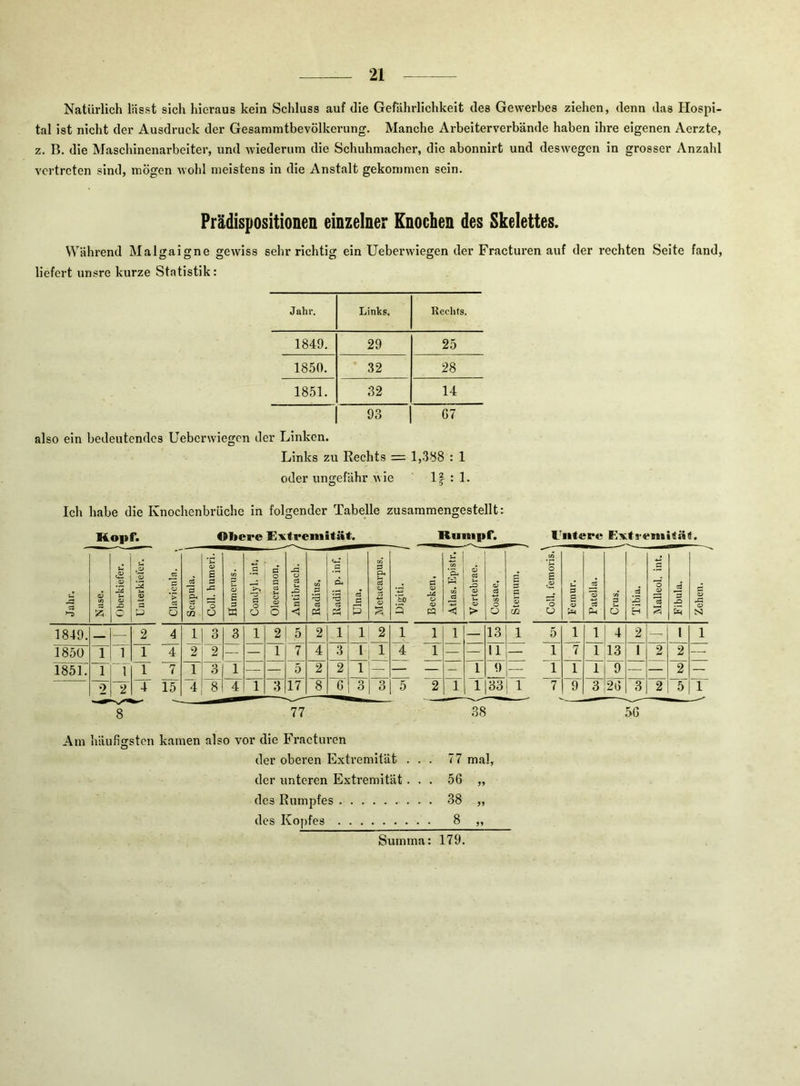 21
Natürlich lässt sich hieraus kein Schluss auf die Gefährlichkeit des Gewerbes ziehen, denn das Hospi-
tal ist nicht der Ausdruck der Gesammtbevölkerung. Manche Arbeiterverbände haben ihre eigenen Aerzte,
z. B. die Maschinenarbeiter, und wiederum die Schuhmacher, die abonnirt und deswegen in grosser Anzahl
vertreten sind, mögen wohl meistens in die Anstalt gekommen sein.
Prädispositionen einzelner Knochen des Skelettes.
Während Malgaigne gewiss sehr richtig ein Ueberwiegen der Fracturen auf der rechten Seite fand,
liefert unsre kurze Statistik:
Jahr. Links. Rechts.
1849. 29 25
1850. 32 28
1851. 32 14
93 67
also ein bedeutendes Ueberwiegen der Linken.
Links zu Rechts = 1,388 : 1
oder ungefähr wie 1⅖ : 1.
Ich habe die Knochenbrüche in folgender Tabelle zusammengestellt:
Kopf. Obere Extremität. Rumpf. Untere Extremität.
Jahr. Nase. Oberkiefer. Unterkiefer. Clavicula. Scapula. Coll. humeri. Humerus. Condyl. int. Olecranon. Antibrach. Radius. Radii p. inf. Ulna. Metacarpus. Digiti. Becken. Atlas. Epistr. Vertebrae. Costae. Sternum. Coll. femoris. Femur. Patella. Crus. Tibia. Malleol. int. Fibula. Zehen.
1849. — — 2 4 1 3 3 1 2 5 2 1 1 2 1 1 1 — 13 1 5 1 1 4 2 — 1 1
1850 1 1 1 4 2 2 — — 1 7 4 3 1 1 4 1 — — 11 — 1 7 1 13 1 2 2 —
1851. 1 1 1 7 1 3 1 — — 5 2 2 1 — — — — 1 9 — 1 1 1 9 — — 2 —
2 2 4 15 4 8 4 1 3 17 8 6 3 3 5 2 1 1 33 1 7 9 3 26 3 2 5 1
8 77 38 56
Am häufigsten kamen also vor die Fracturen
der oberen Extremität . . . 77 mal,
der unteren Extremität . . . 56 „
des Rumpfes . . . . . . . . . 38 „
des Kopfes . . . . . . . . . 8 „
Summa: 179.